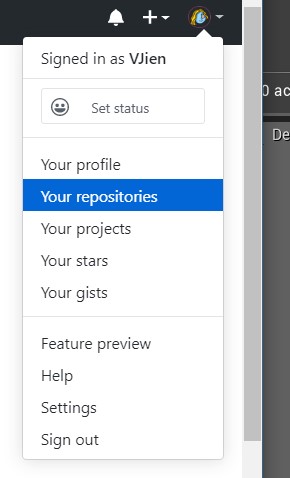 Signed in as VJien
0 ac
Set status
De
Your profile
Your repositories
Your projects
Your stars
Your gists
Feature preview
Help
Settings
Sign out